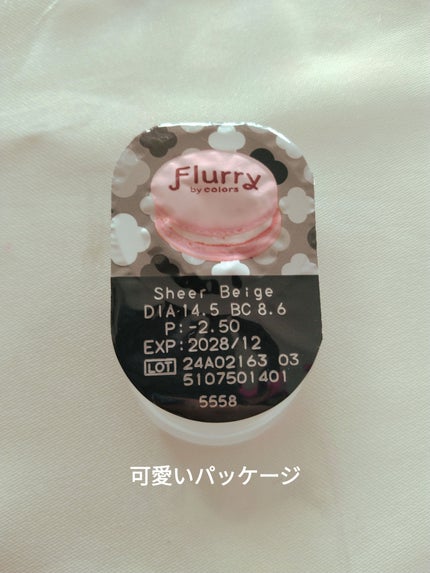 Flurry
by colors
Sheer Beige
DIA:14.5 BC 8.6
P:-2.50
EXP:2028/12
LOT 24A02163 03
5107501401
5558
可愛いパッケージ